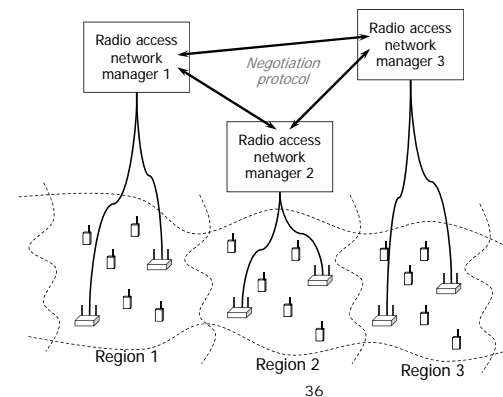 Radio access
network
manager 1
Radio access
network
manager 3
Negotiation
protocol
Radio access
network
manager 2
Region 1
Region 2
Region 3
36